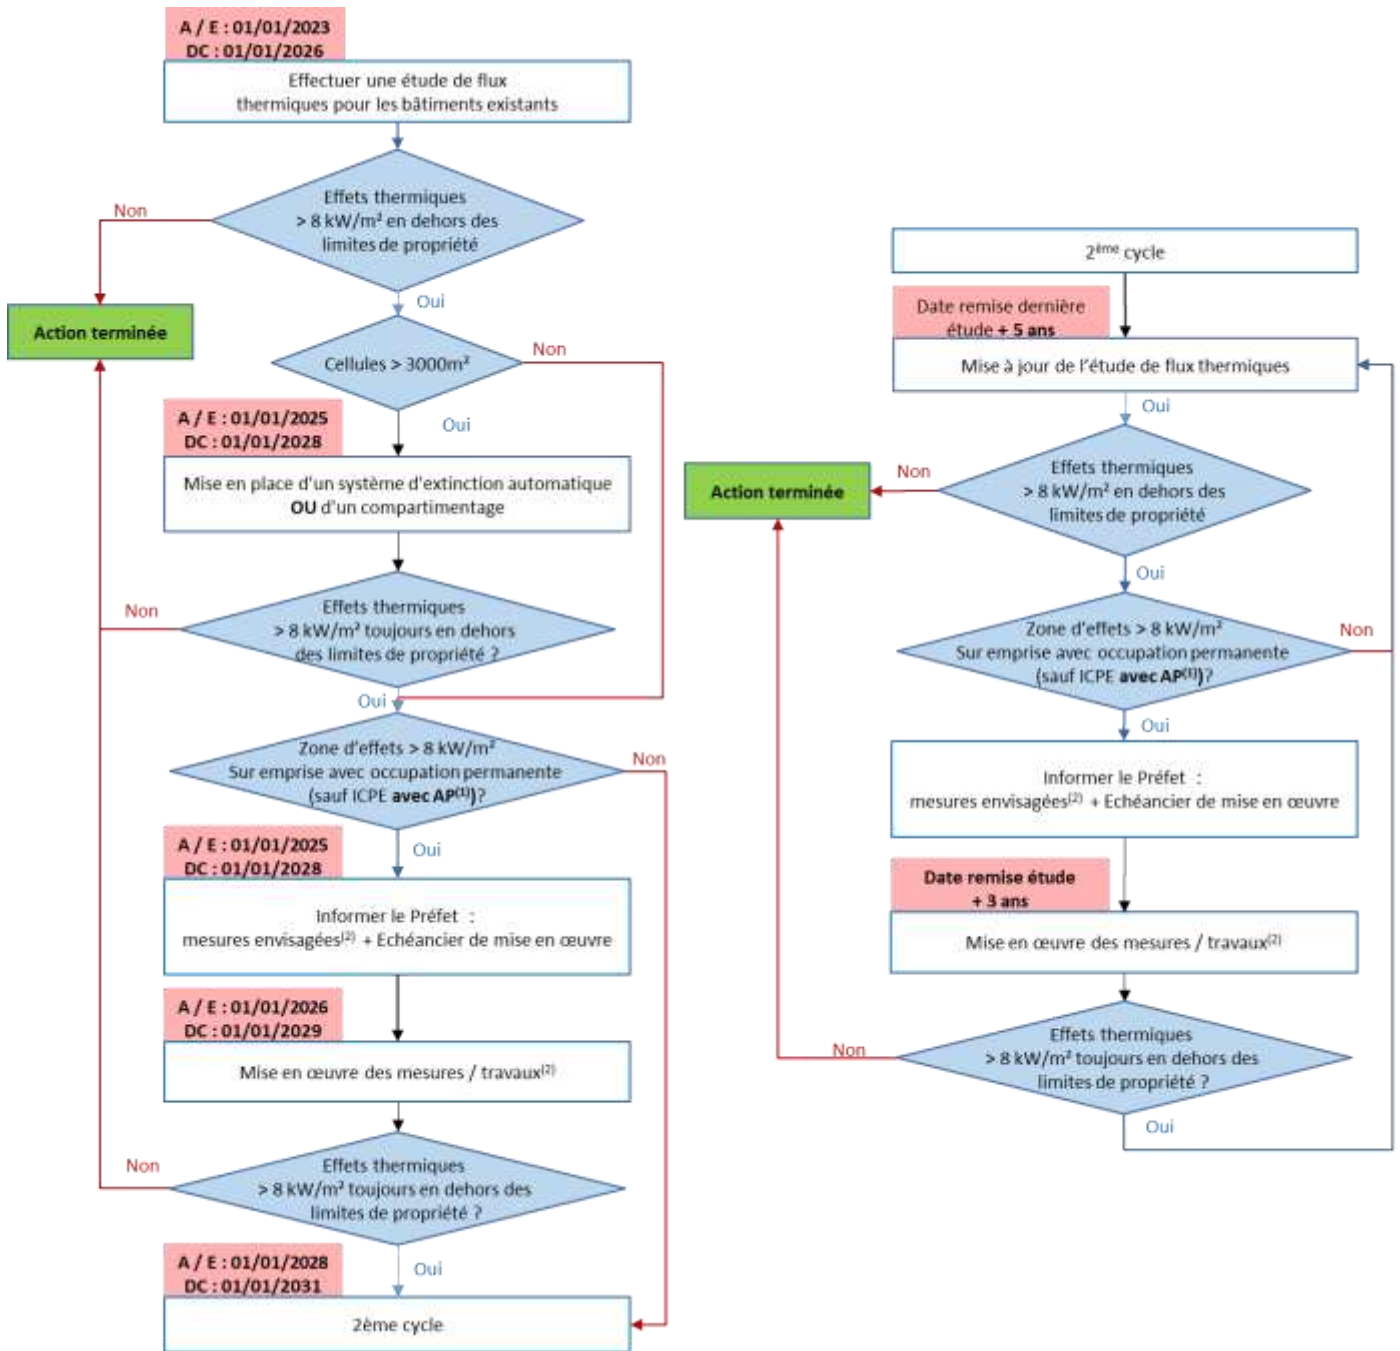 A / E : 01/01/2023
DC : 01/01/2026
Effectuer une étude de flux
thermiques pour les bâtiments existants
Effets thermiques
> 8 kW/m² en dehors des
limites de propriété
Non
Oui
Action terminée
Cellules > 3000m²
Non
Oui
A / E : 01/01/2025
DC : 01/01/2028
Mise en place d'un système d'extinction automatique
OU d'un compartimentage
Effets thermiques
> 8 kW/m² toujours en dehors
des limites de propriété ?
Non
Oui
Zone d'effets > 8 kW/m²
Sur emprise avec occupation permanente
(sauf ICPE avec AP(1))?
Non
Oui
A / E : 01/01/2025
DC : 01/01/2028
Informer le Préfet :
mesures envisagées(2) + Echéancier de mise en œuvre
A / E : 01/01/2026
DC : 01/01/2029
Mise en œuvre des mesures / travaux(2)
Effets thermiques
> 8 kW/m² toujours en dehors des
limites de propriété ?
Non
Oui
A / E : 01/01/2028
DC : 01/01/2031
2ème cycle
2ème cycle
Date remise dernière
étude + 5 ans
Mise à jour de l'étude de flux thermiques
Oui
Effets thermiques
> 8 kW/m² en dehors des
limites de propriété
Non
Action terminée
Oui
Zone d'effets > 8 kW/m²
Sur emprise avec occupation permanente
(sauf ICPE avec AP(1))?
Non
Oui
Informer le Préfet :
mesures envisagées(2) + Echéancier de mise en œuvre
Date remise étude
+ 3 ans
Mise en œuvre des mesures / travaux(2)
Effets thermiques
> 8 kW/m² toujours en dehors des
limites de propriété ?
Non
Oui